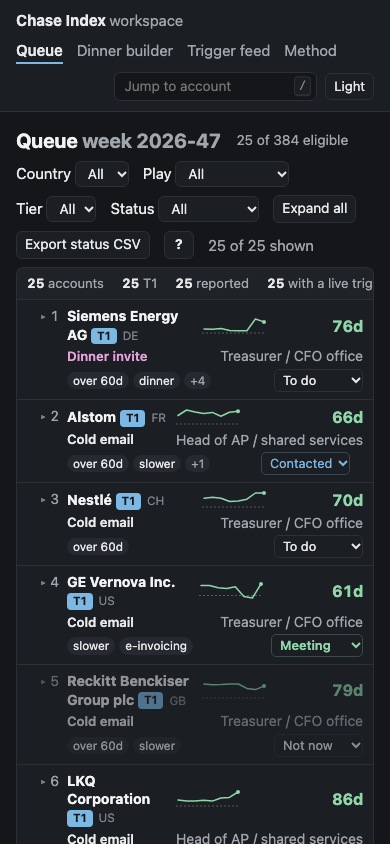 Chase Index workspace
Queue Dinner builder Trigger feed Method
Jump to account / Light
Queue week 2026-47 25 of 384 eligible
Country All Play All
Tier All Status All Expand all
Export status CSV ? 25 of 25 shown
25 accounts 25 T1 25 reported 25 with a live trig
1 Siemens Energy AG T1 DE 76d
Dinner invite Treasurer / CFO office
over 60d dinner +4 To do
2 Alstom T1 FR 66d
Cold email Head of AP / shared services
over 60d slower +1 Contacted
3 Nestlé T1 CH 70d
Cold email Treasurer / CFO office
over 60d To do
4 GE Vernova Inc. T1 US 61d
Cold email Treasurer / CFO office
slower e-invoicing Meeting
5 Reckitt Benckiser Group plc T1 GB 79d
Cold email Treasurer / CFO office
over 60d slower Not now
6 LKQ Corporation T1 US 86d
Cold email Head of AP / shared services